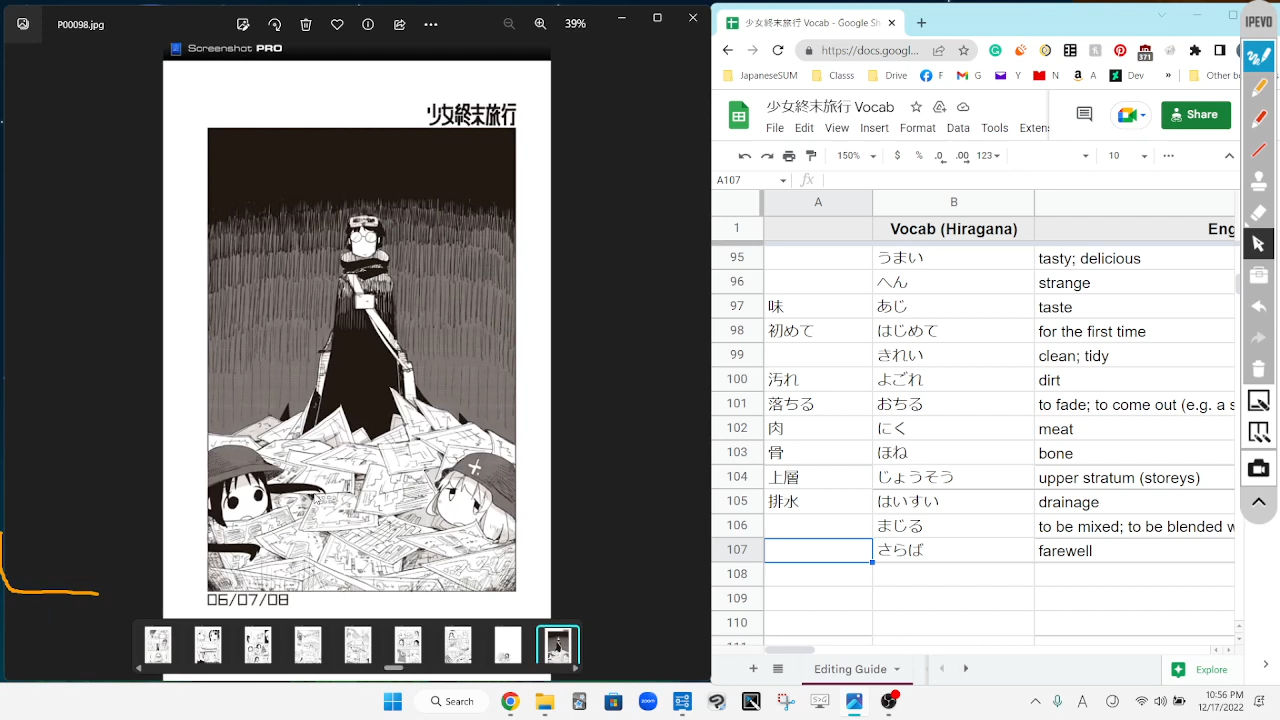 P00098.jpg
39%
Screenshot PRO
少女終末旅行
06/07/08
少女終末旅行 Vocab - Google Sh
https://docs.googl...
371
JapaneseSUM
Classs
Drive
F
G
Y
N
A
Dev
»
Other bo
少女終末旅行 Vocab
File Edit View Insert Format Data Tools Extens
Share
150%
$ % .0 .00 123
10
A107
fx
A B
1 Vocab (Hiragana) Eng
95 うまい tasty; delicious
96 へん strange
97 味 あじ taste
98 初めて はじめて for the first time
99 きれい clean; tidy
100 汚れ よごれ dirt
101 落ちる おちる to fade; to come out (e.g. a s
102 肉 にく meat
103 骨 ほね bone
104 上層 じょうそう upper stratum (storeys)
105 排水 はいすい drainage
106 まじる to be mixed; to be blended w
107 さらば farewell
108
109
110
Editing Guide
Explore
IPEVO
Search
zoom
A
10:56 PM
12/17/2022